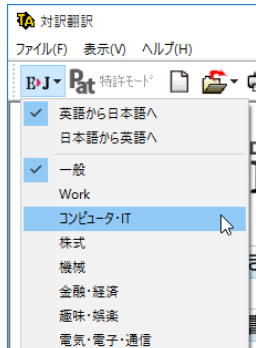 対訳翻訳
ファイル(F) 表示(V) ヘルプ(H)
E▸J Pat 特許モード
英語から日本語へ
日本語から英語へ
一般
Work
コンピュータ・IT
株式
機械
金融・経済
趣味・娯楽
電気・電子・通信